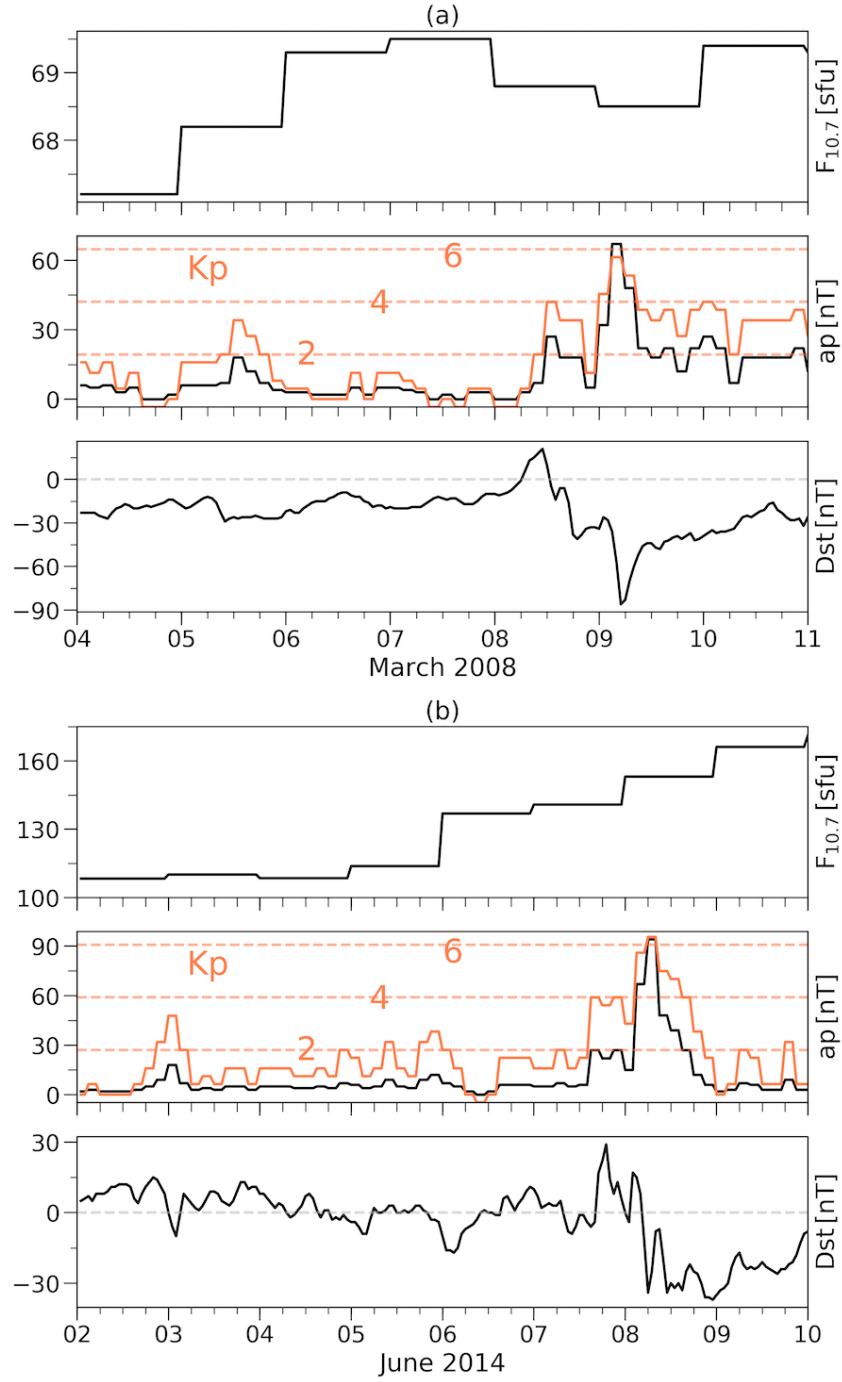 (a)
69
68
F10.7 [sfu]
60
30
0
Kp
2
4
6
ap [nT]
0
−30
−60
−90
Dst [nT]
04 05 06 07 08 09 10 11
March 2008
(b)
160
130
100
F10.7 [sfu]
90
60
30
0
Kp
2
4
6
ap [nT]
30
0
−30
Dst [nT]
02 03 04 05 06 07 08 09 10
June 2014